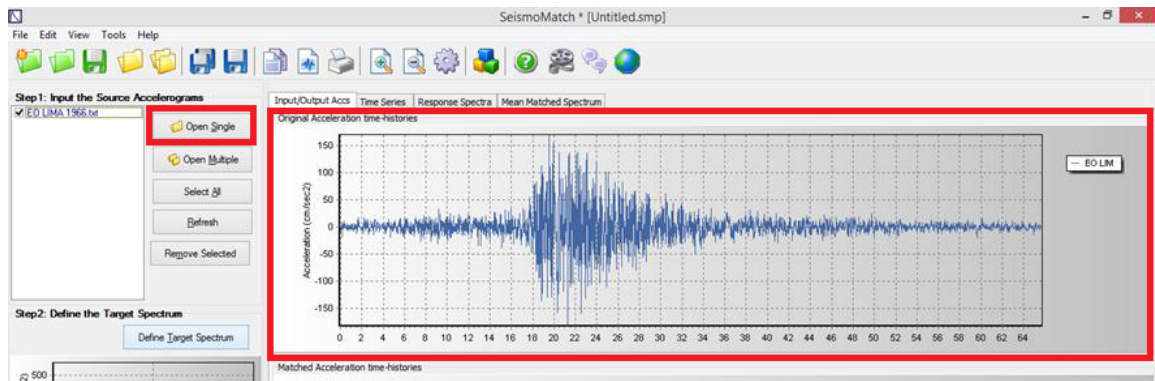 SeismoMatch * [Untitled.smp]
File Edit View Tools Help
Step1: Input the Source Accelerograms
EO LIMA 1966.txt
Open Single
Open Multiple
Select All
Refresh
Remove Selected
Step2: Define the Target Spectrum
Define Target Spectrum
500
Input/Output Accs Time Series Response Spectra Mean Matched Spectrum
Original Acceleration time-histories
Acceleration (cm/sec2)
150
100
50
0
-50
-100
-150
0 2 4 6 8 10 12 14 16 18 20 22 24 26 28 30 32 34 36 38 40 42 44 46 48 50 52 54 56 58 60 62 64
EO LIM
Matched Acceleration time-histories